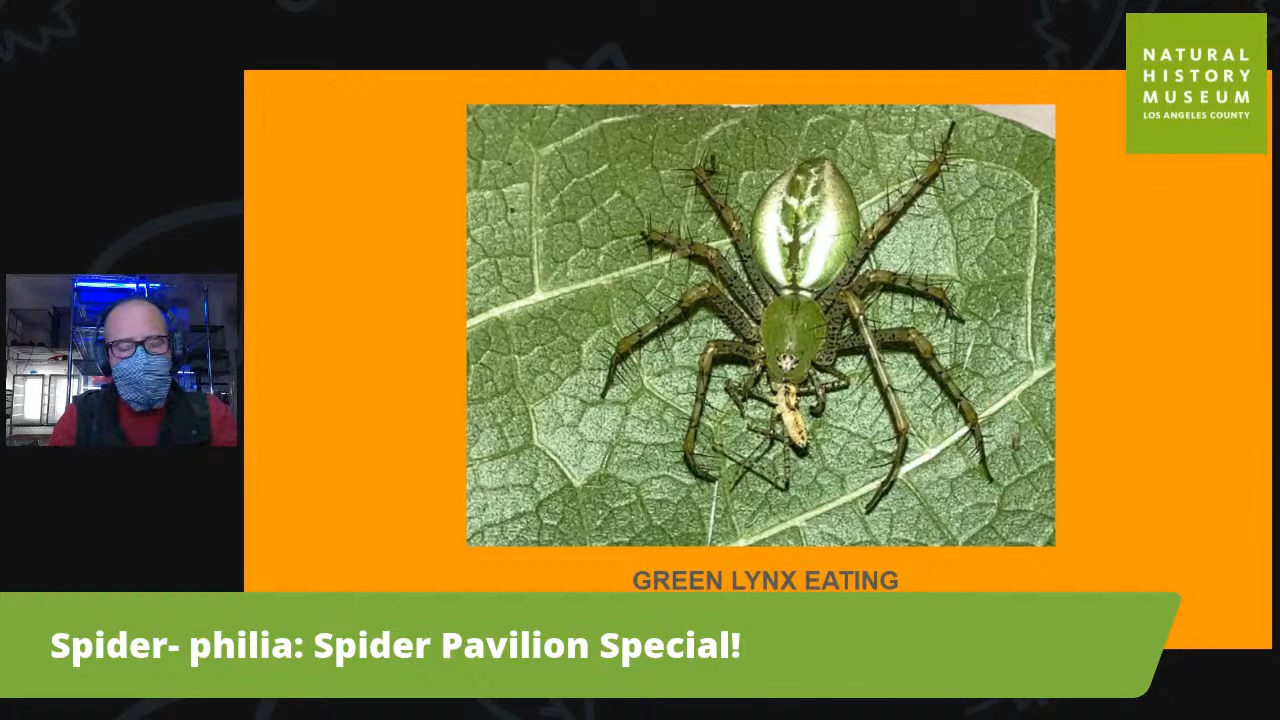 NATURAL
HISTORY
MUSEUM
LOS ANGELES COUNTY
GREEN LYNX EATING
Spider- philia: Spider Pavilion Special!